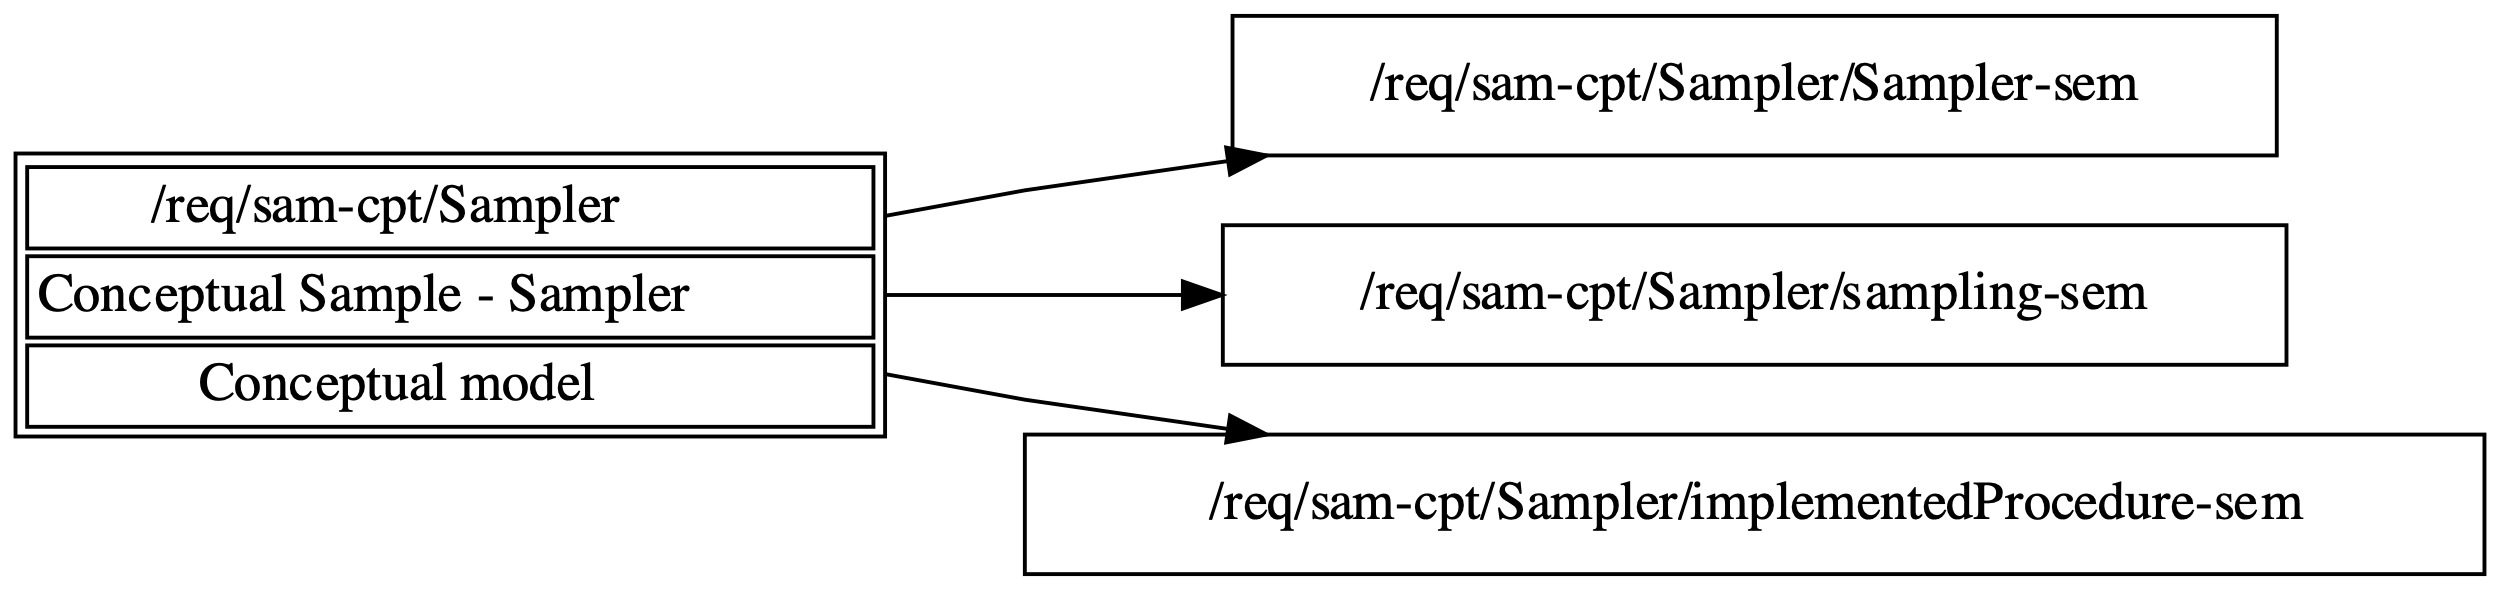 /req/sam-cpt/Sampler
Conceptual Sample - Sampler
Conceptual model
/req/sam-cpt/Sampler/Sampler-sem
/req/sam-cpt/Sampler/sampling-sem
/req/sam-cpt/Sampler/implementedProcedure-sem